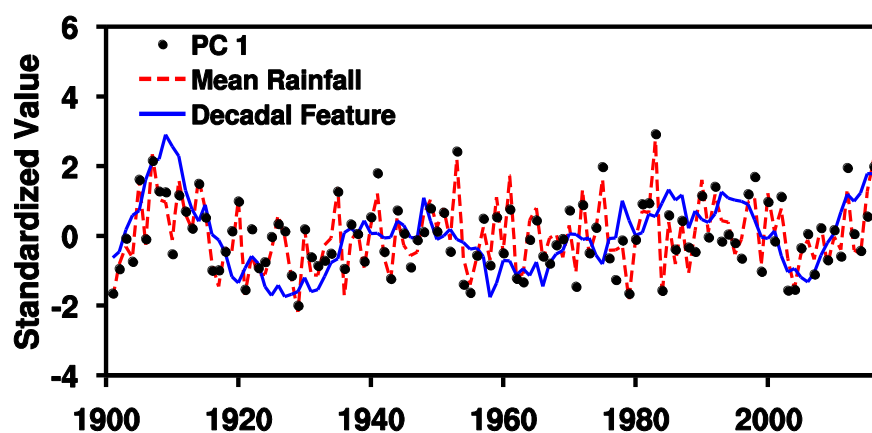 6
PC 1
4
Mean Rainfall
Decadal Feature
2
0
-2
-4
Standardized Value
1900 1920 1940 1960 1980 2000